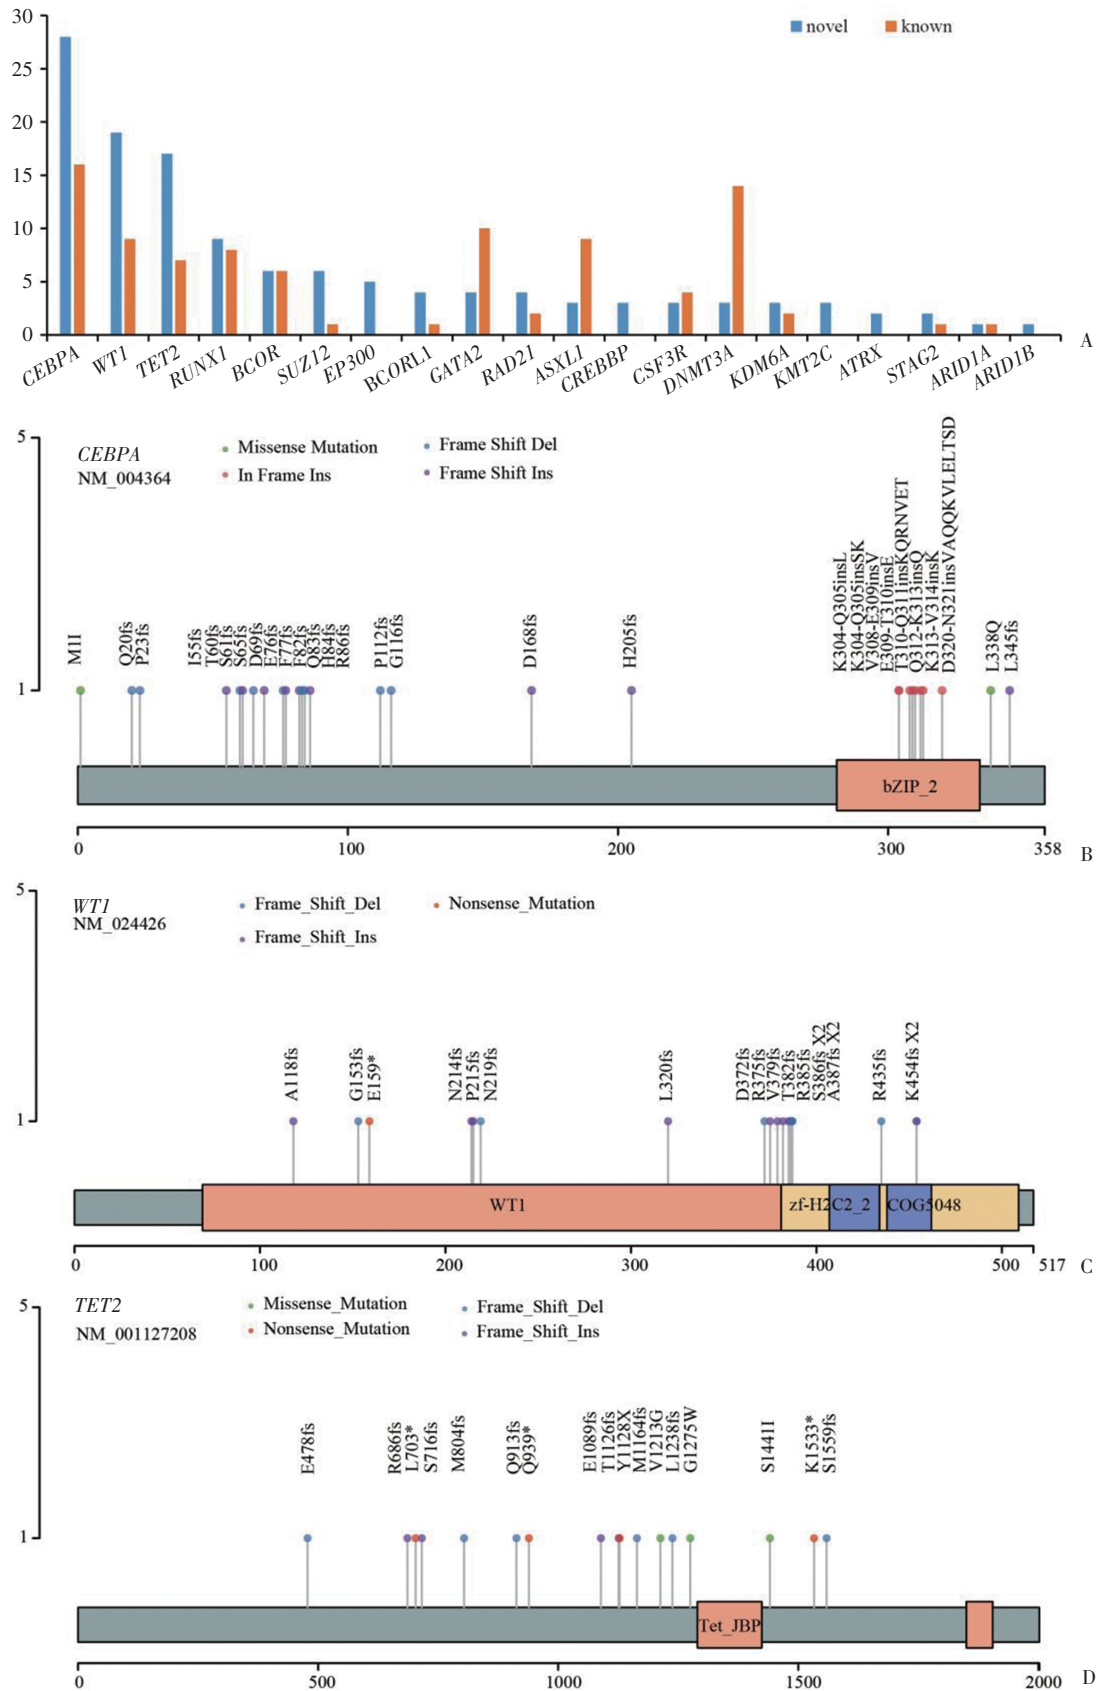 30
25
20
15
10
5
0
novel
known
CEBPA
WT1
TET2
RUNX1
BCOR
SUZ12
EP300
BCORL1
GATA2
RAD21
ASXL1
CREBBP
CSF3R
DNMT3A
KDM6A
KMT2C
ATRX
STAG2
ARID1A
ARID1B
A
5
1
CEBPA
NM_004364
Missense Mutation
Frame Shift Del
In Frame Ins
Frame Shift Ins
M1I
Q20fs
P23fs
I55fs
T60fs
S61fs
S65fs
D69fs
E76fs
F77fs
F82fs
Q83fs
H84fs
R86fs
P112fs
G116fs
D168fs
H205fs
K304-Q305insL
K304-Q305insSK
V308-E309insV
E309-T310insE
T310-Q311insKQRNVET
Q312-K313insQ
K313-V314insK
D320-N321insVAQQKVLELTSD
L338Q
L345fs
bZIP_2
0
100
200
300
358
B
5
1
WT1
NM_024426
Frame_Shift_Del
Nonsense_Mutation
Frame_Shift_Ins
A118fs
G153fs
E159*
N214fs
P215fs
N219fs
L320fs
D372fs
R375fs
V379fs
T382fs
R385fs
S386fs X2
A387fs X2
R435fs
K454fs X2
WT1
zf-H2C2_2
COG5048
0
100
200
300
400
500
517
C
5
1
TET2
NM_001127208
Missense_Mutation
Frame_Shift_Del
Nonsense_Mutation
Frame_Shift_Ins
E478fs
R686fs
L703*
S716fs
M804fs
Q913fs
Q939*
E1089fs
T1126fs
Y1128X
M1164fs
V1213G
L1238fs
G1275W
S1441I
K1533*
S1559fs
Tet_JBP
0
500
1000
1500
2000
D